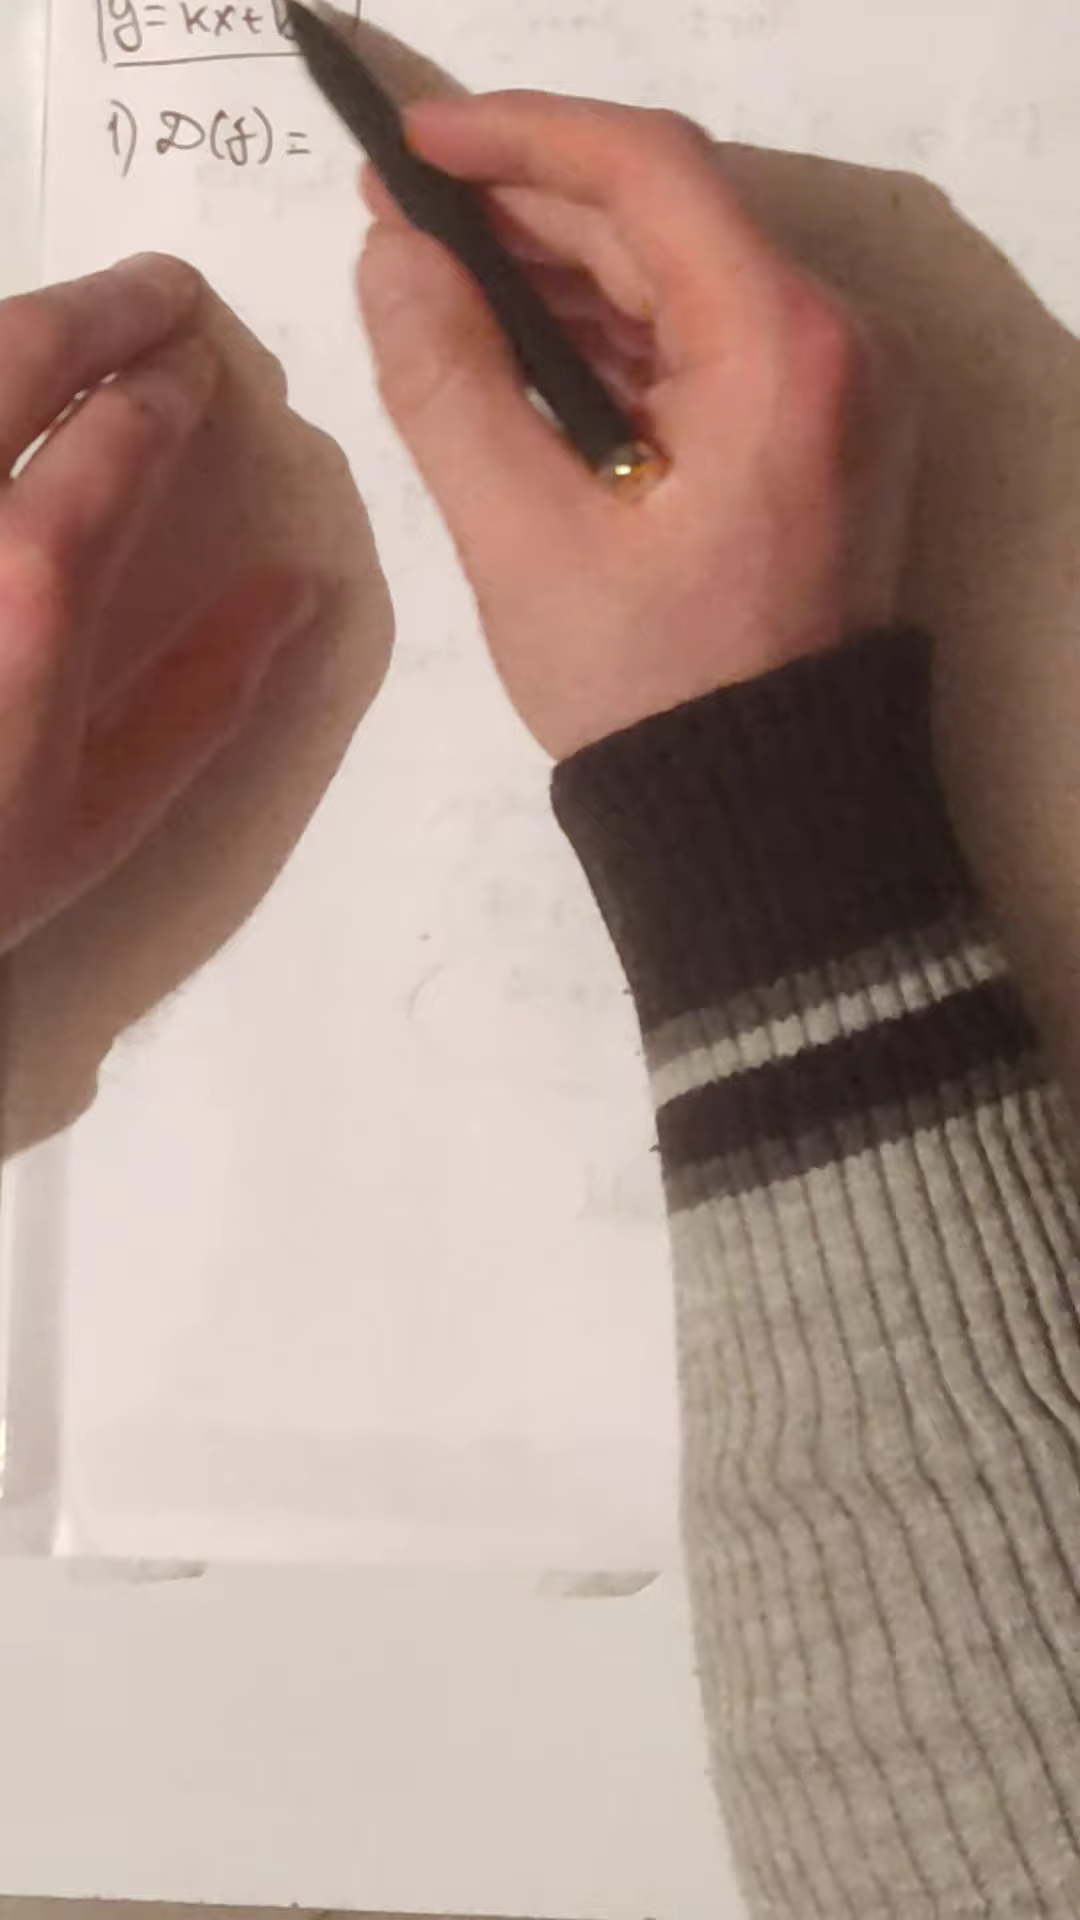 y = kx +
1) D(f) =